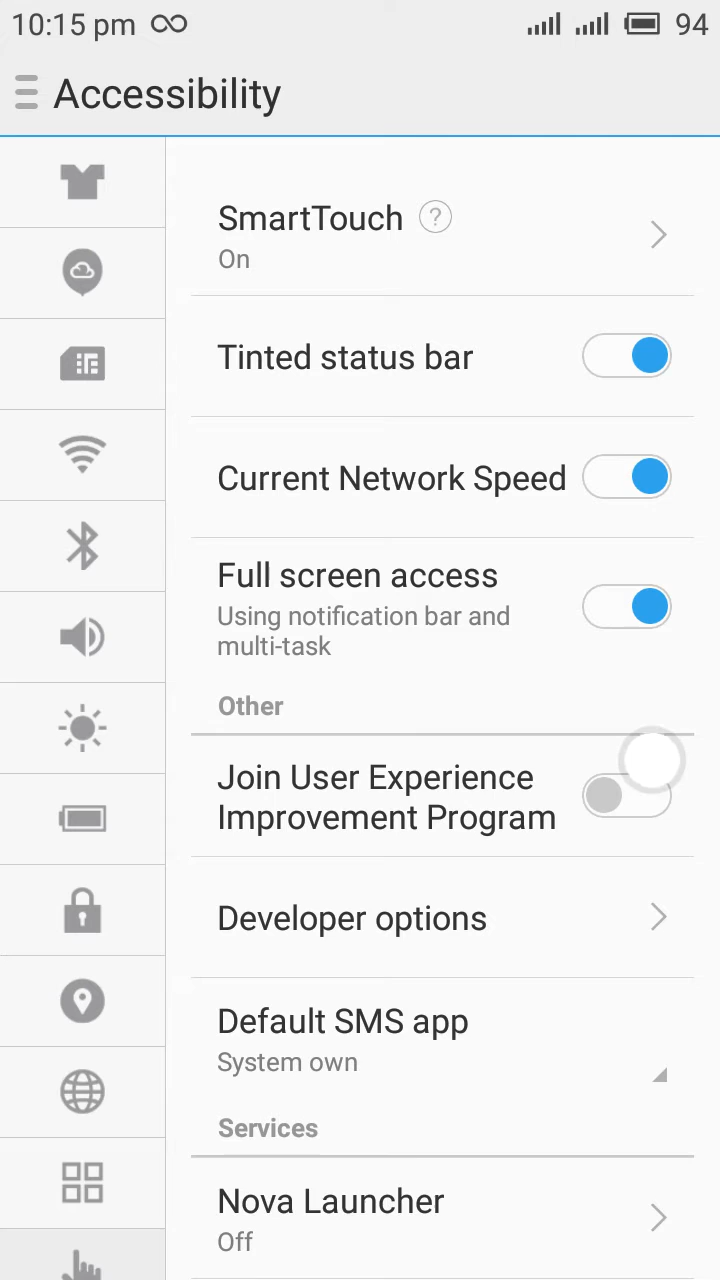 10:15 pm 94
Accessibility
SmartTouch ?
On
Tinted status bar
Current Network Speed
Full screen access
Using notification bar and
multi-task
Other
Join User Experience
Improvement Program
Developer options
Default SMS app
System own
Services
Nova Launcher
Off